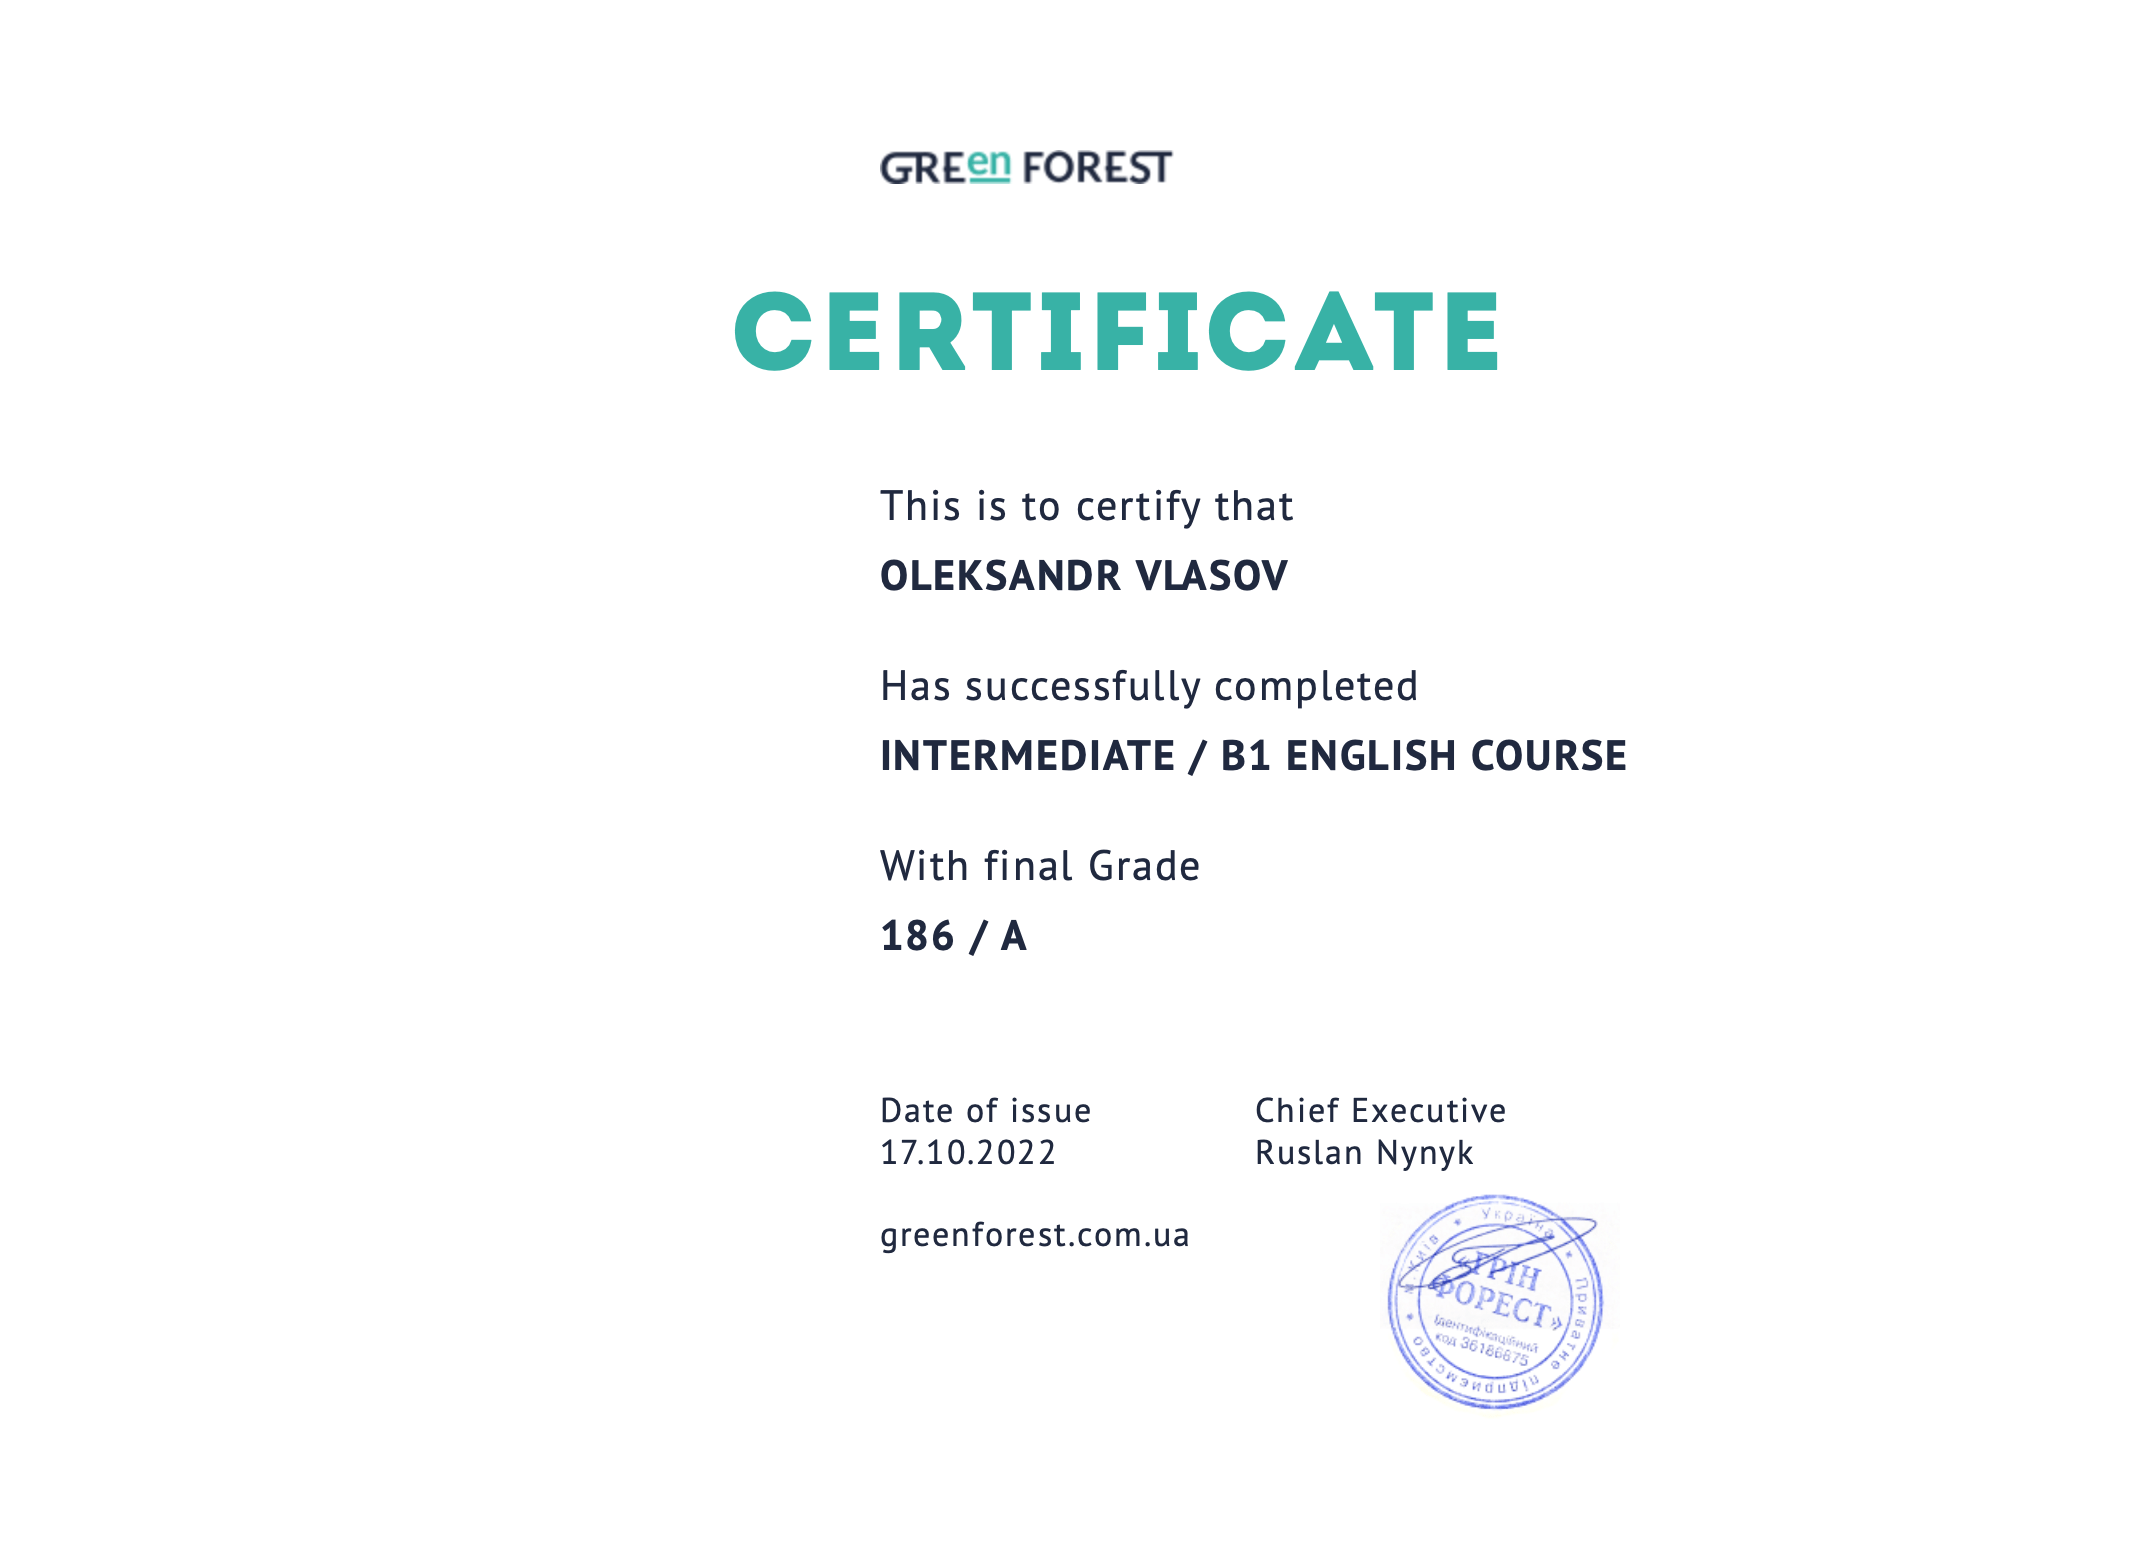 GREen FOREST
CERTIFICATE
This is to certify that
OLEKSANDR VLASOV
Has successfully completed
INTERMEDIATE / B1 ENGLISH COURSE
With final Grade
186 / A
Date of issue
17.10.2022
Chief Executive
Ruslan Nynyk
greenforest.com.ua
м.Київ * Україна * Приватне підприємство *
«ГРІН
ФОРЕСТ»
Ідентифікаційний
код 36186675